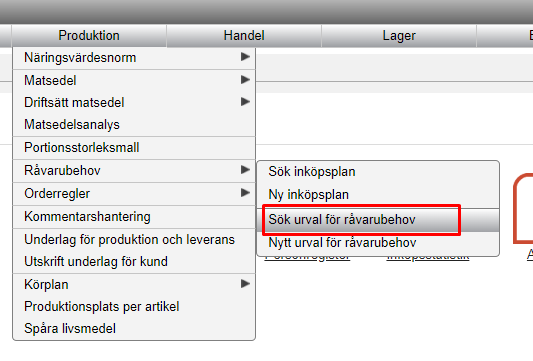 Produktion Handel Lager
Näringsvärdesnorm
Matsedel
Driftsätt matsedel
Matsedelsanalys
Portionsstorleksmall
Råvarubehov
Orderregler
Kommentarshantering
Underlag för produktion och leverans
Utskrift underlag för kund
Körplan
Produktionsplats per artikel
Spåra livsmedel
Sök inköpsplan
Ny inköpsplan
Sök urval för råvarubehov
Nytt urval för råvarubehov
Personregister Inköpsstatistik